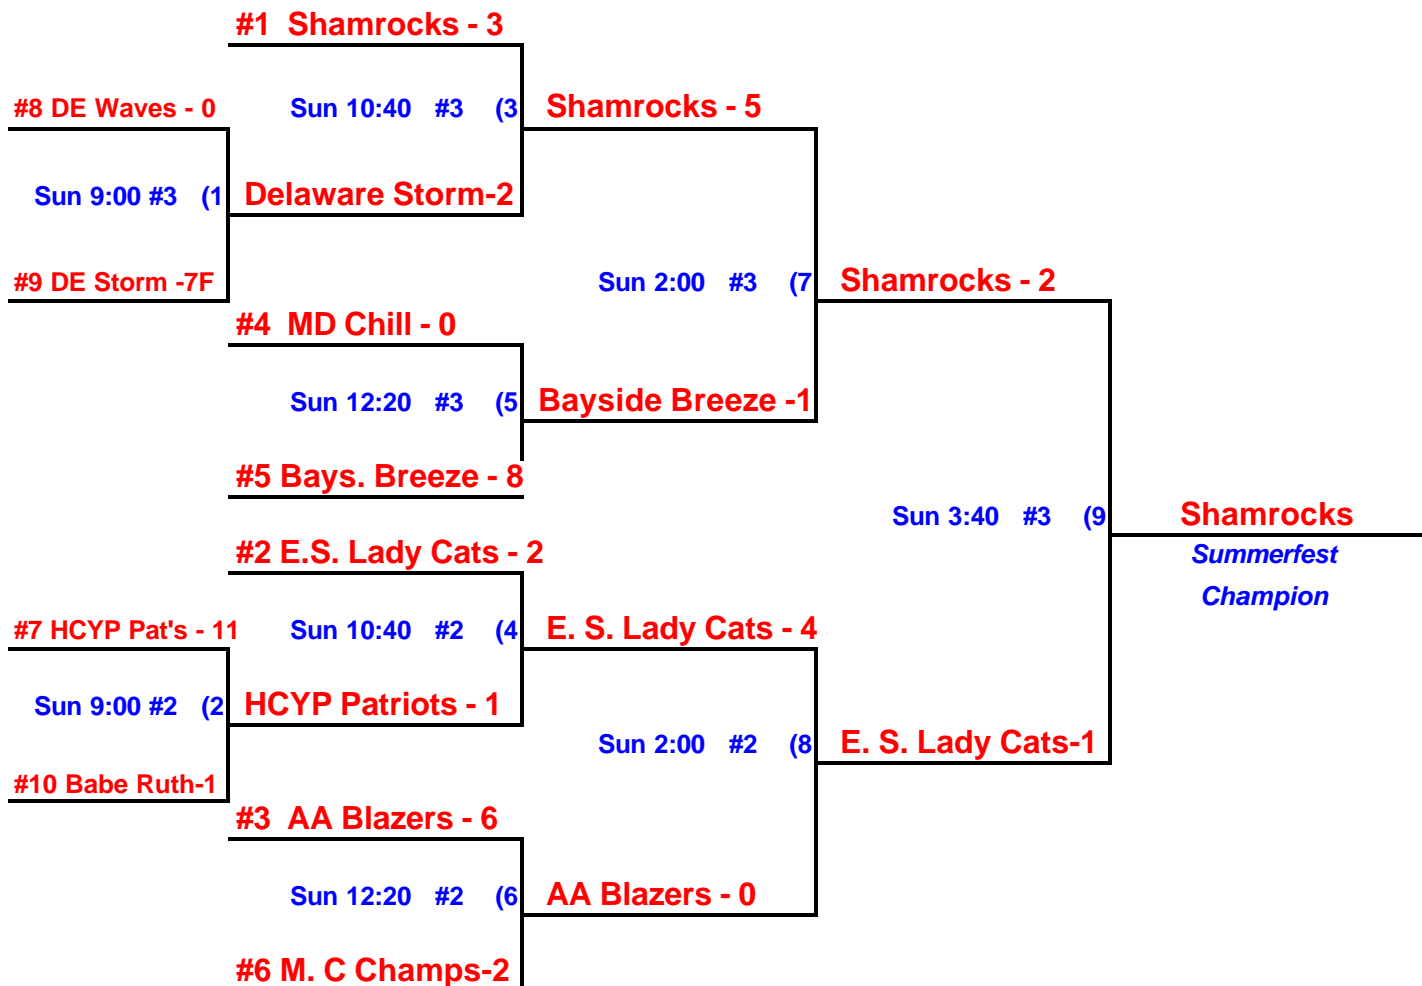 #1  Shamrocks - 3
#8 DE Waves - 0
Sun 10:40   #3    (3
Shamrocks - 5
Sun 9:00 #3   (1
Delaware Storm-2
#9 DE Storm -7F
Sun 2:00   #3    (7
Shamrocks - 2
#4  MD Chill - 0
Sun 12:20   #3    (5
Bayside Breeze -1
#5 Bays. Breeze - 8
Sun 3:40   #3    (9
Shamrocks
Summerfest
Champion
#2 E.S. Lady Cats - 2
#7 HCYP Pat's - 11
Sun 10:40   #2    (4
E. S. Lady Cats - 4
Sun 9:00 #2   (2
HCYP Patriots - 1
Sun 2:00   #2    (8
E. S. Lady Cats-1
#10 Babe Ruth-1
#3  AA Blazers - 6
Sun 12:20   #2    (6
AA Blazers - 0
#6 M. C Champs-2